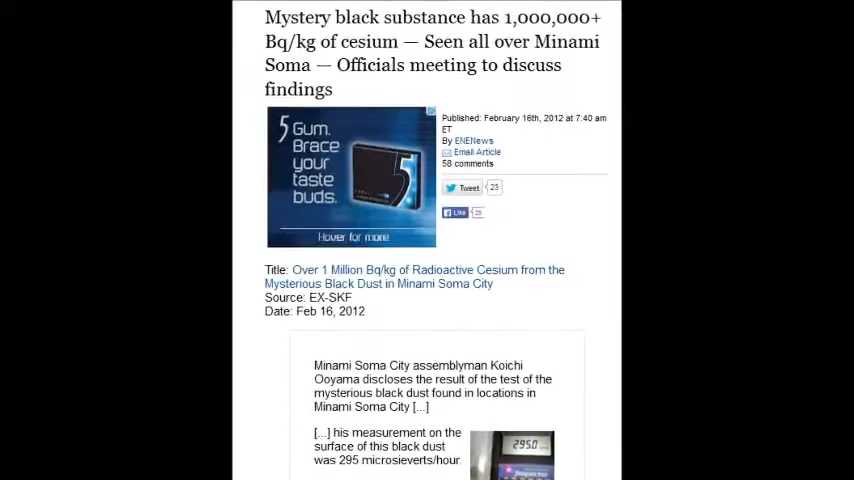 Mystery black substance has 1,000,000+
Bq/kg of cesium — Seen all over Minami
Soma — Officials meeting to discuss
findings
5 Gum.
Brace
your
taste
buds.
5
Hover for more
Published: February 16th, 2012 at 7:40 am
ET
By ENENews
Email Article
58 comments
Tweet 23
Like
Title: Over 1 Million Bq/kg of Radioactive Cesium from the
Mysterious Black Dust in Minami Soma City
Source: EX-SKF
Date: Feb 16, 2012
Minami Soma City assemblyman Koichi
Ooyama discloses the result of the test of the
mysterious black dust found in locations in
Minami Soma City [...]
[...] his measurement on the
surface of this black dust
was 295 microsieverts/hour.
295.0